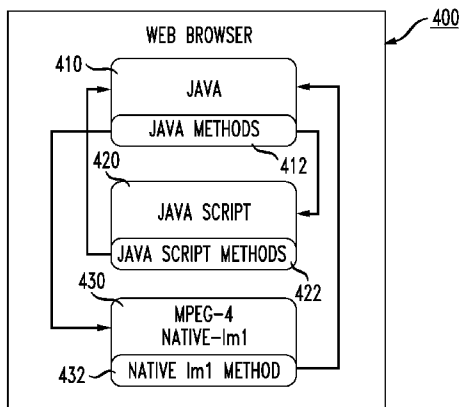 400
WEB BROWSER
410
JAVA
JAVA METHODS
412
420
JAVA SCRIPT
JAVA SCRIPT METHODS
422
430
MPEG-4
NATIVE-Im1
432
NATIVE Im1 METHOD